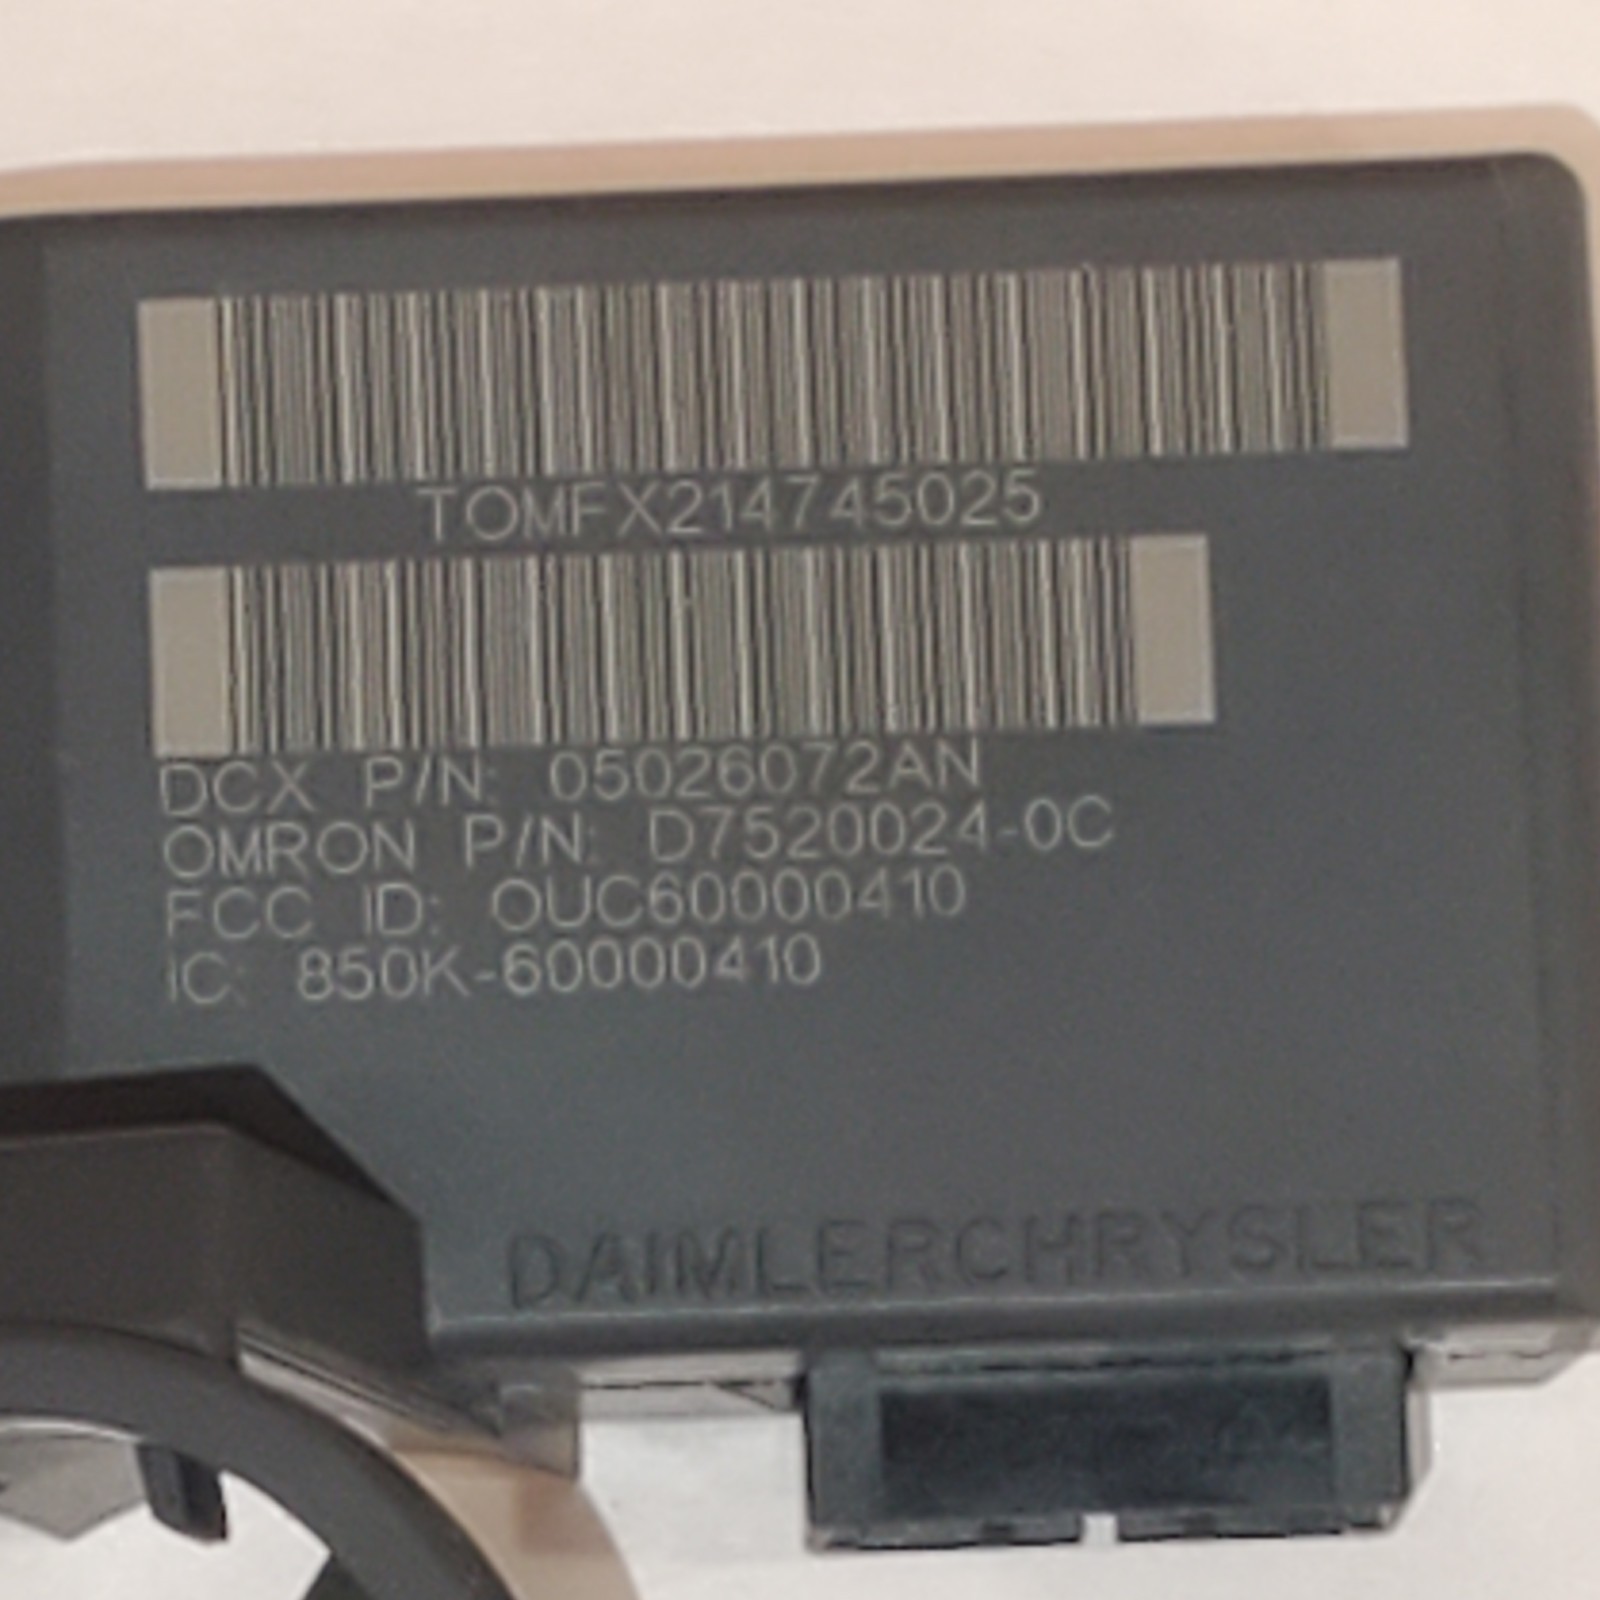 TOMFX214745025
DCX P/N: 05026072AN
OMRON P/N: D7520024-0C
FCC ID: OUC60000410
IC: 850K-60000410
DAIMLERCHRYSLER